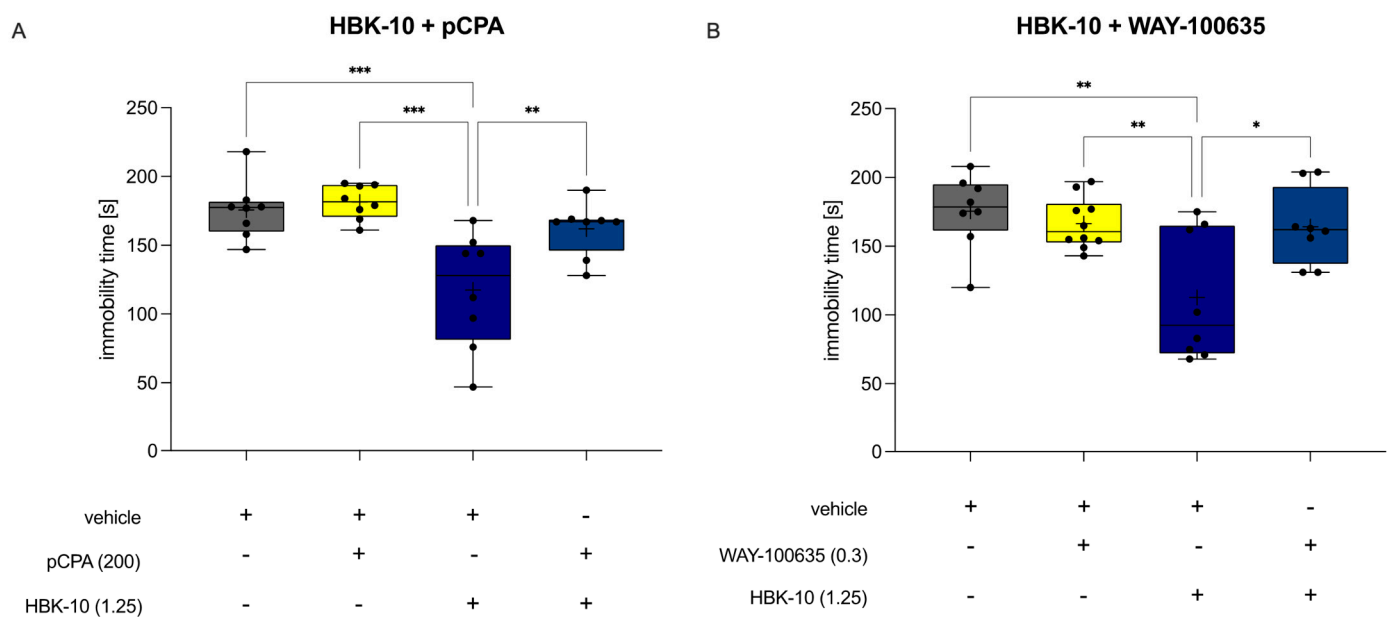 A
HBK-10 + pCPA
***
***
**
250
200
150
100
50
0
immobility time [s]
vehicle + + + -
pCPA (200) - + - +
HBK-10 (1.25) - - + +
B
HBK-10 + WAY-100635
**
**
*
250
200
150
100
50
0
immobility time [s]
vehicle + + + -
WAY-100635 (0.3) - + - +
HBK-10 (1.25) - - + +